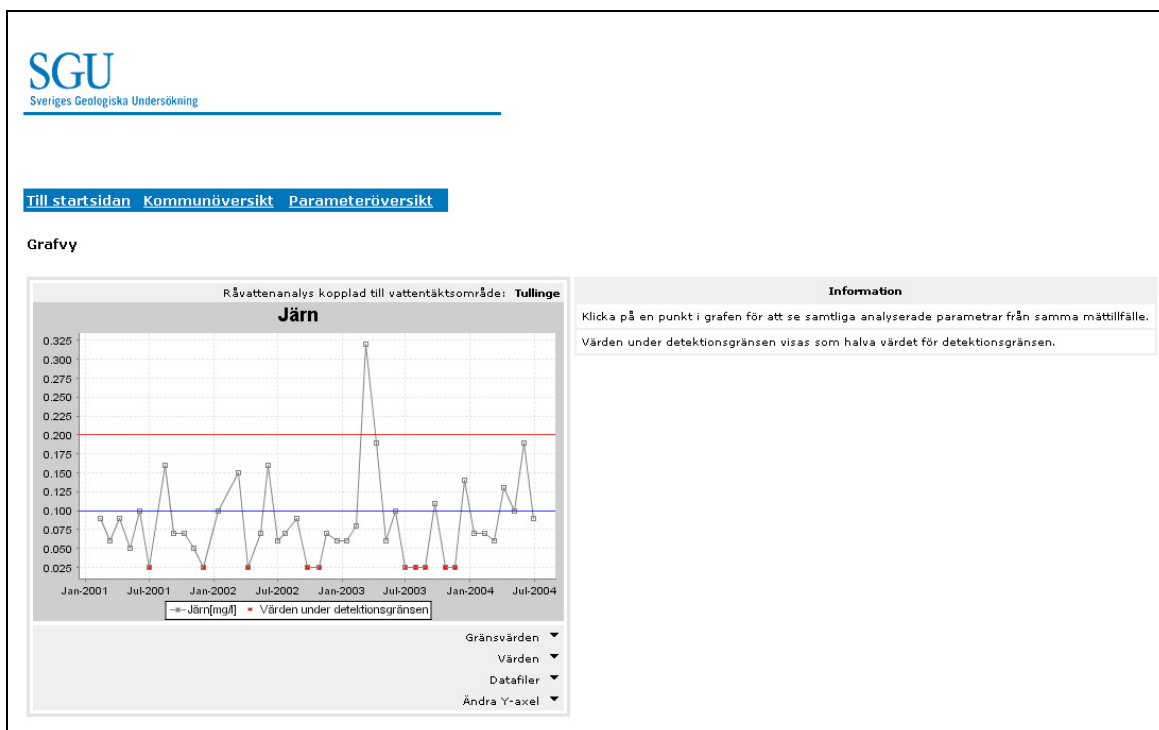 SGU
Sveriges Geologiska Undersökning
Till startsidan Kommunöversikt Parameteröversikt
Grafvy
Råvattenanalys kopplad till vattentäktsområde: Tullinge
Järn
0.325
0.300
0.275
0.250
0.225
0.200
0.175
0.150
0.125
0.100
0.075
0.050
0.025
Jan-2001 Jul-2001 Jan-2002 Jul-2002 Jan-2003 Jul-2003 Jan-2004 Jul-2004
Järn[mg/l] Värden under detektionsgränsen
Gränsvärden
Värden
Datafiler
Ändra Y-axel
Information
Klicka på en punkt i grafen för att se samtliga analyserade parametrar från samma mättillfälle.
Värden under detektionsgränsen visas som halva värdet för detektionsgränsen.